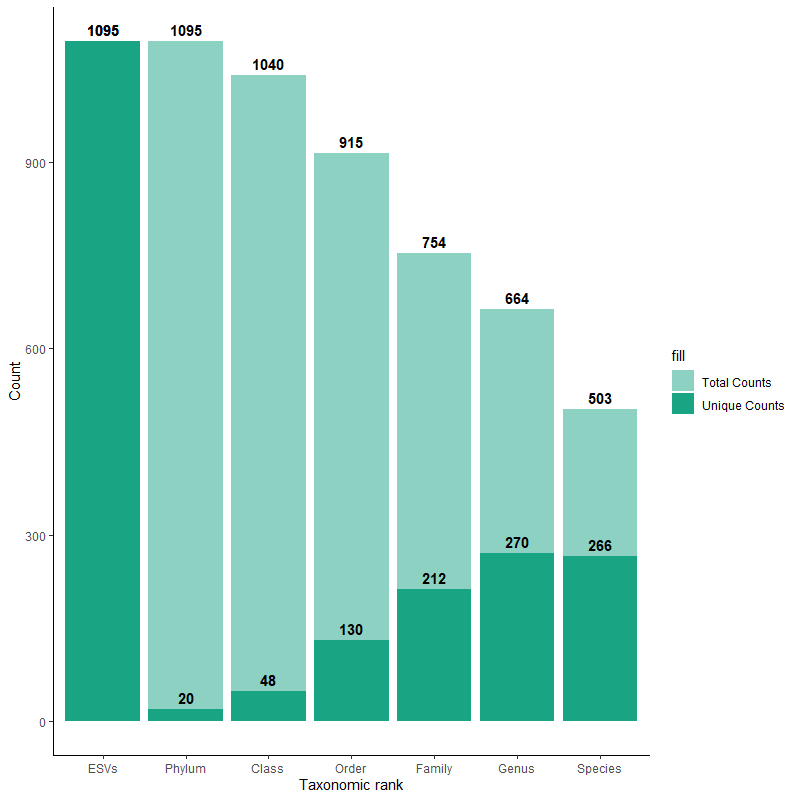 1095
1095
1040
915
754
664
503
270
266
212
130
48
20
900
600
300
0
Count
ESVs Phylum Class Order Family Genus Species
Taxonomic rank
fill
Total Counts
Unique Counts